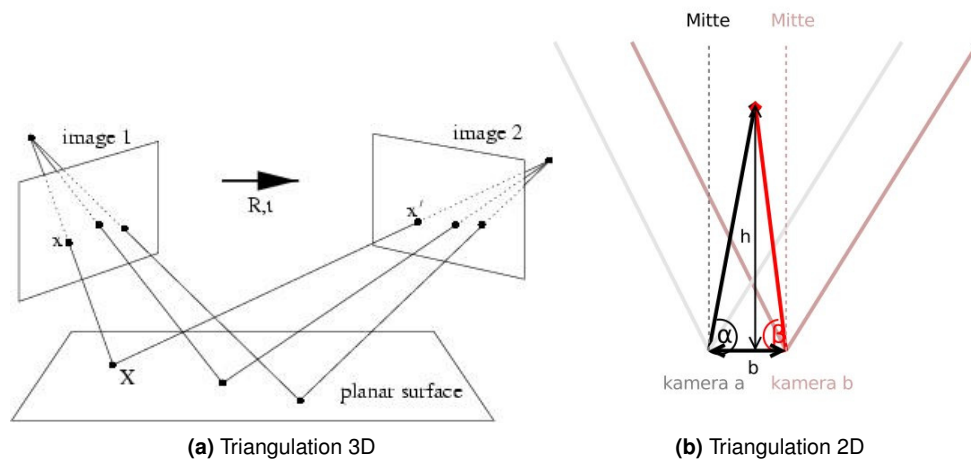 image 1
image 2
R,t
x
x'
X
planar surface
(a) Triangulation 3D
Mitte
Mitte
h
α
β
b
kamera a
kamera b
(b) Triangulation 2D